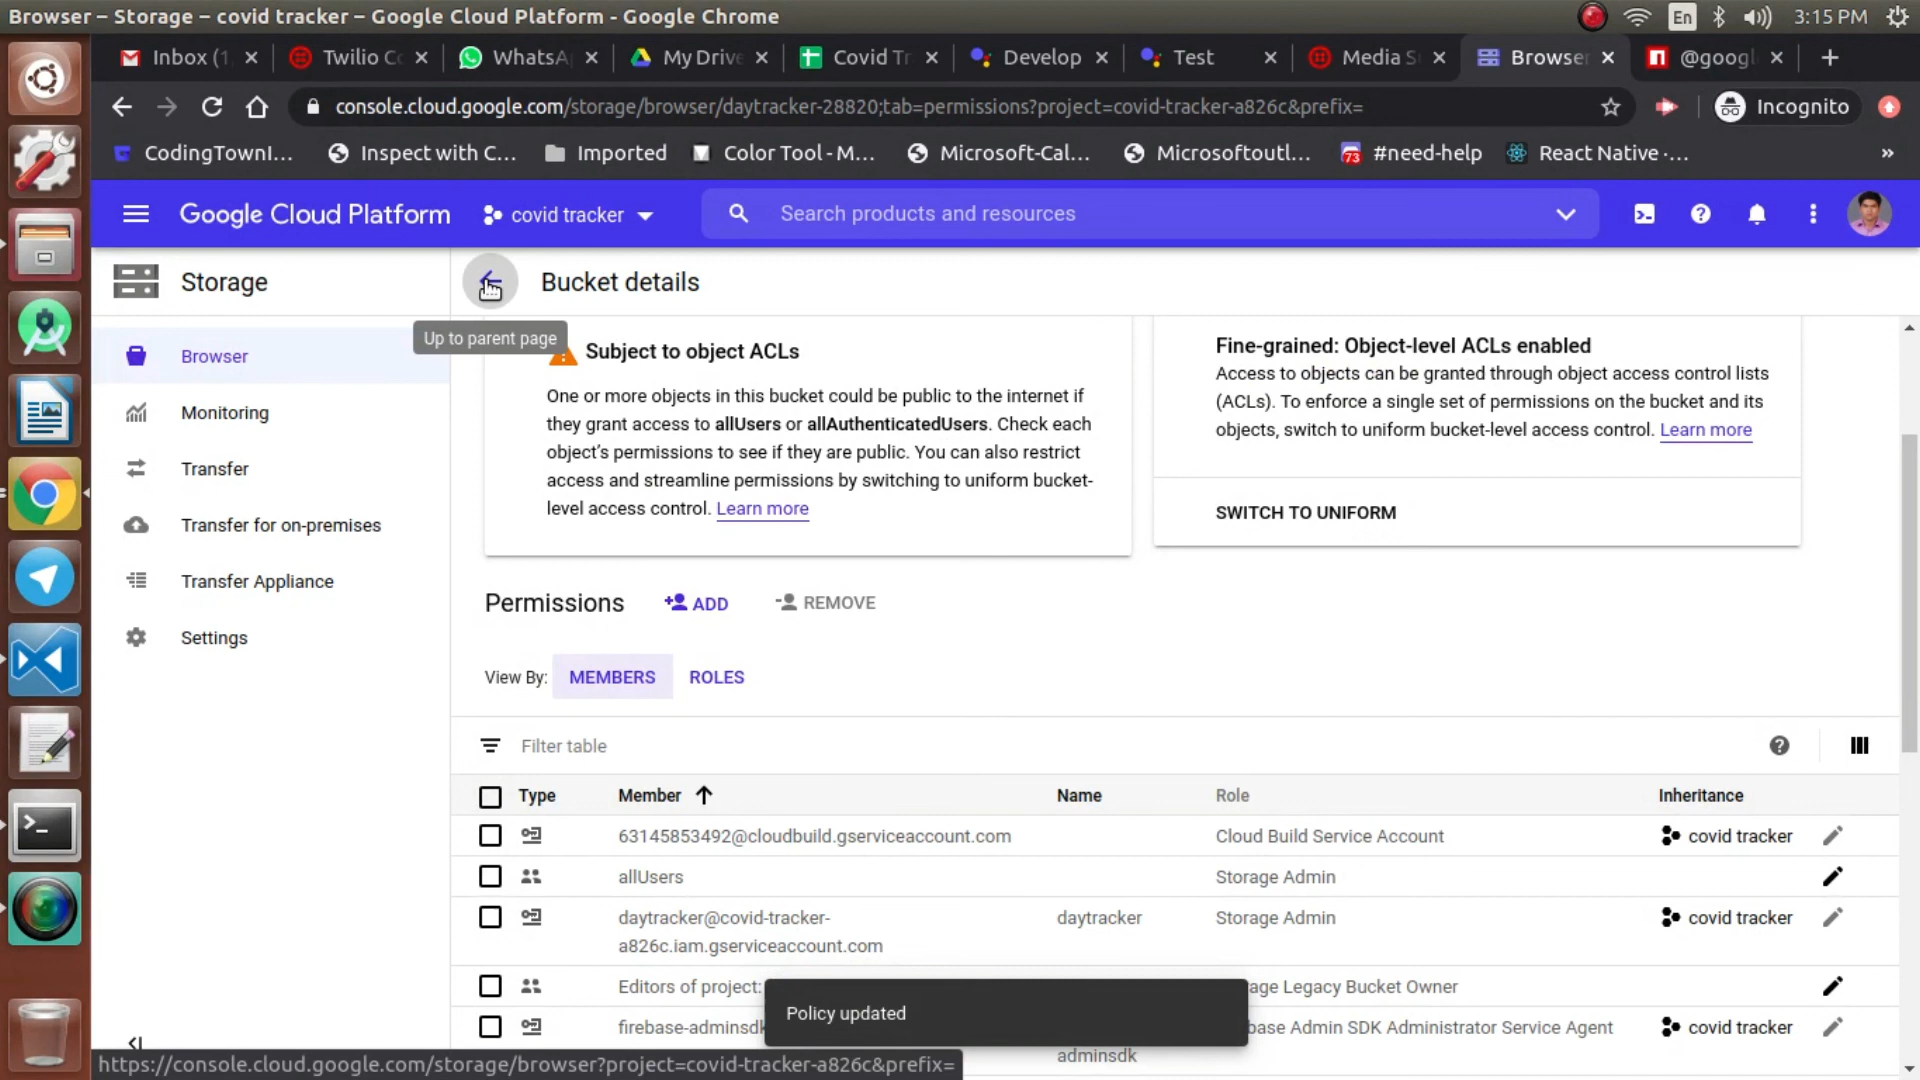 Browser – Storage – covid tracker – Google Cloud Platform - Google Chrome
En
3:15 PM
Inbox (1,
Twilio Co
WhatsA
My Drive
Covid Tr
Develop
Test
Media S
Browser
@googl
console.cloud.google.com/storage/browser/daytracker-28820;tab=permissions?project=covid-tracker-a826c&prefix=
Incognito
CodingTownI...
Inspect with C...
Imported
Color Tool - M...
Microsoft-Cal...
Microsoftoutl...
73
#need-help
React Native ·...
»
Google Cloud Platform
covid tracker
Search products and resources
Storage
Bucket details
Up to parent page
Browser
Monitoring
Transfer
Transfer for on-premises
Transfer Appliance
Settings
Subject to object ACLs
One or more objects in this bucket could be public to the internet if
they grant access to allUsers or allAuthenticatedUsers. Check each
object's permissions to see if they are public. You can also restrict
access and streamline permissions by switching to uniform bucket-
level access control. Learn more
Fine-grained: Object-level ACLs enabled
Access to objects can be granted through object access control lists
(ACLs). To enforce a single set of permissions on the bucket and its
objects, switch to uniform bucket-level access control. Learn more
SWITCH TO UNIFORM
Permissions
ADD
REMOVE
View By:
MEMBERS
ROLES
Filter table
Type
Member
Name
Role
Inheritance
63145853492@cloudbuild.gserviceaccount.com
Cloud Build Service Account
covid tracker
allUsers
Storage Admin
daytracker@covid-tracker-
a826c.iam.gserviceaccount.com
daytracker
Storage Admin
covid tracker
Editors of project:
age Legacy Bucket Owner
firebase-adminsdk
base Admin SDK Administrator Service Agent
covid tracker
adminsdk
Policy updated
https://console.cloud.google.com/storage/browser?project=covid-tracker-a826c&prefix=